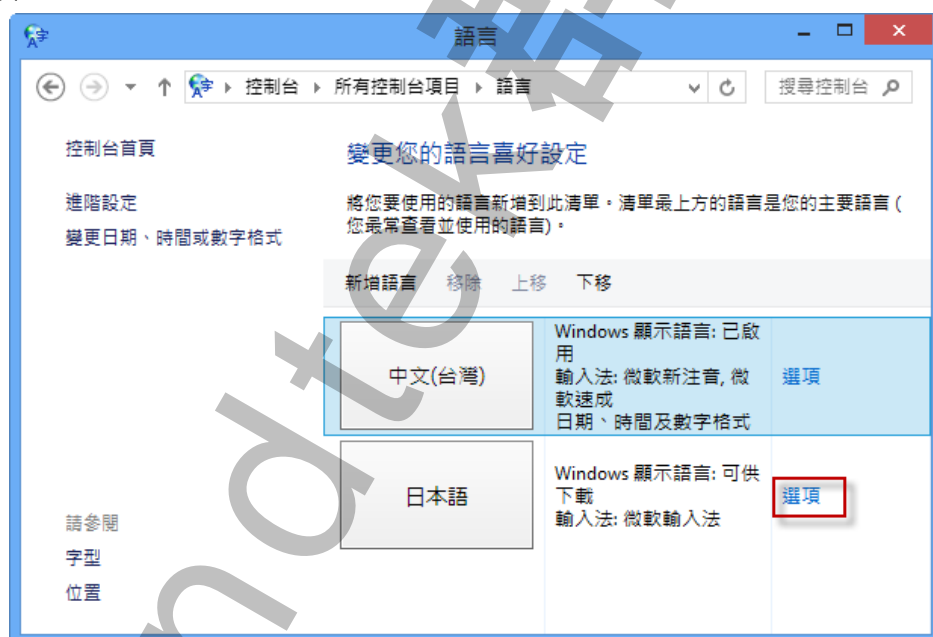 語言
控制台 ▸ 所有控制台項目 ▸ 語言
搜尋控制台
控制台首頁
進階設定
變更日期、時間或數字格式
變更您的語言喜好設定
將您要使用的語言新增到此清單。清單最上方的語言是您的主要語言 (
您最常查看並使用的語言)。
新增語言 移除 上移 下移
中文(台灣)
Windows 顯示語言: 已啟
用
輸入法: 微軟新注音, 微
軟速成
日期、時間及數字格式
選項
日本語
Windows 顯示語言: 可供
下載
輸入法: 微軟輸入法
選項
請參閱
字型
位置
ndtek